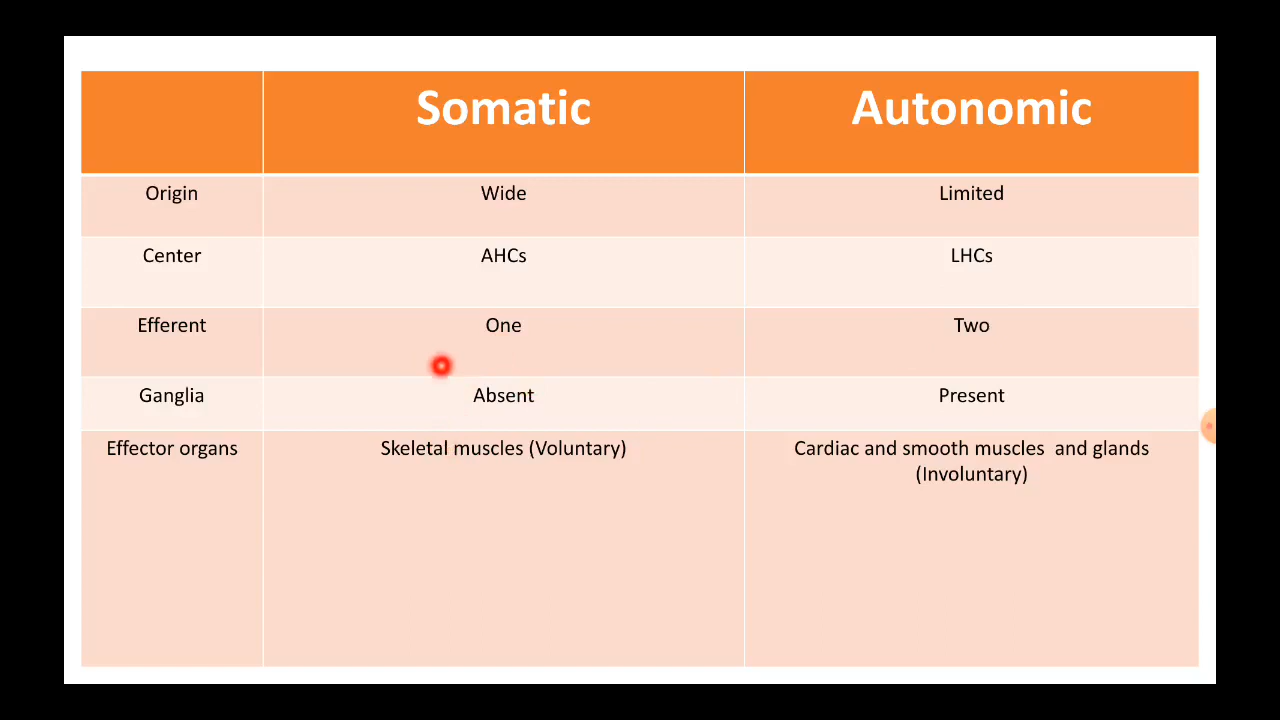 Somatic Autonomic
Origin Wide Limited
Center AHCs LHCs
Efferent One Two
Ganglia Absent Present
Effector organs Skeletal muscles (Voluntary) Cardiac and smooth muscles and glands
(Involuntary)